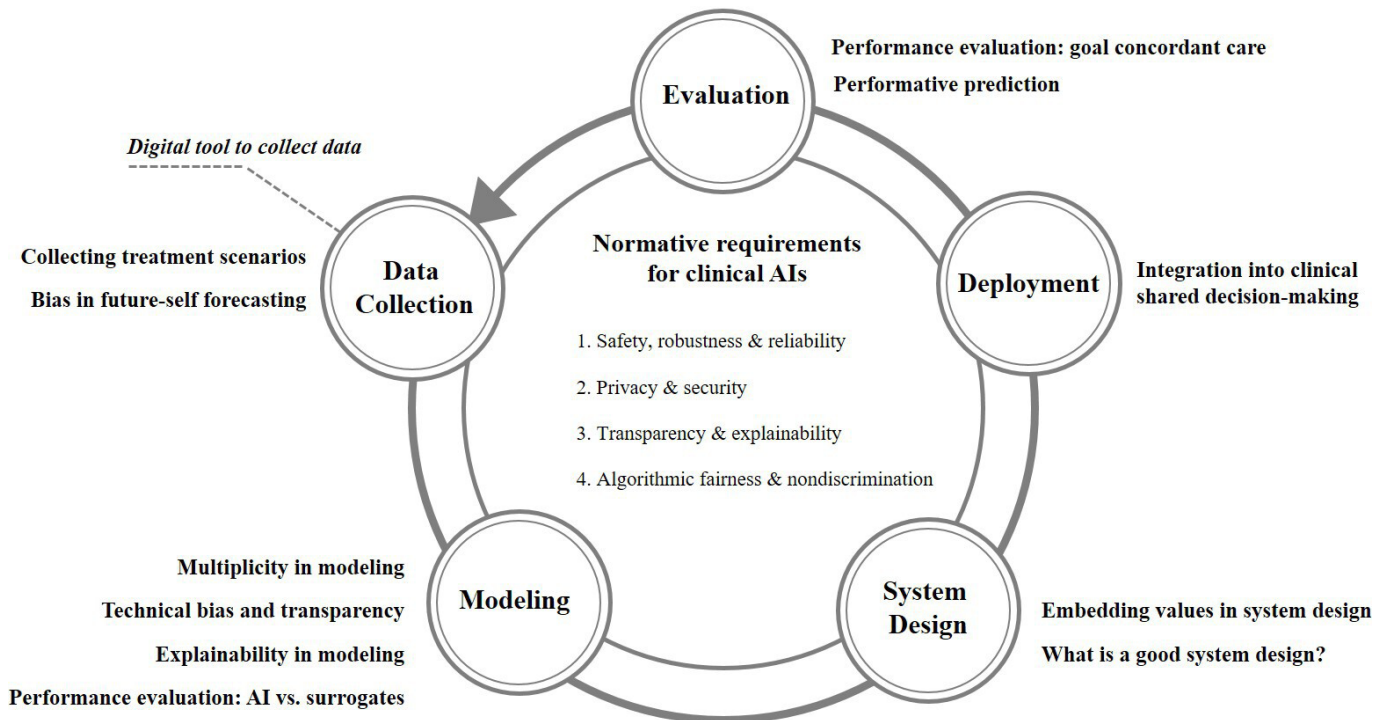 Performance evaluation: goal concordant care
Performative prediction
Evaluation
Digital tool to collect data
Collecting treatment scenarios
Bias in future-self forecasting
Data
Collection
Normative requirements
for clinical AIs
1. Safety, robustness & reliability
2. Privacy & security
3. Transparency & explainability
4. Algorithmic fairness & nondiscrimination
Deployment
Integration into clinical
shared decision-making
Multiplicity in modeling
Technical bias and transparency
Explainability in modeling
Performance evaluation: AI vs. surrogates
Modeling
System
Design
Embedding values in system design
What is a good system design?